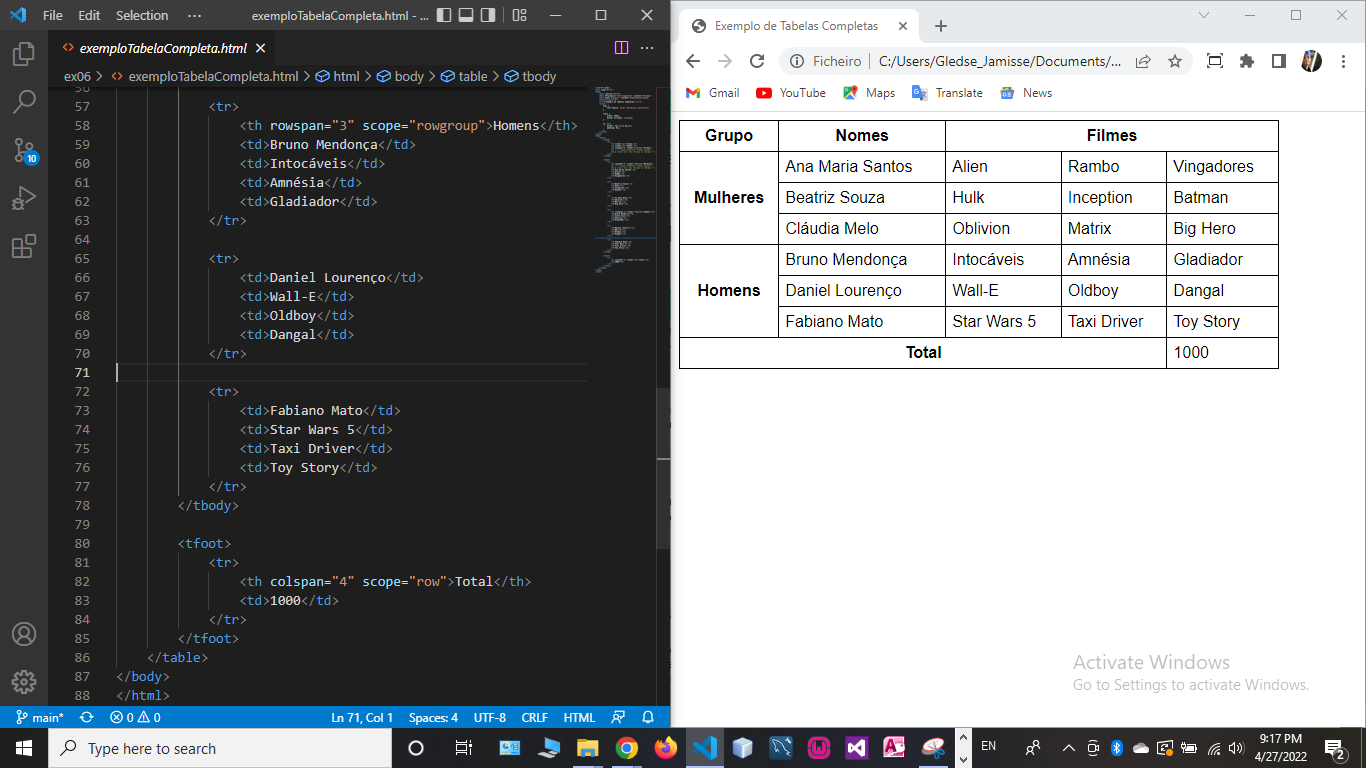 File Edit Selection ··· exemploTabelaCompleta.html - ...
exemploTabelaCompleta.html
ex06 > exemploTabelaCompleta.html > html > body > table > tbody
56
57 <tr>
58 <th rowspan="3" scope="rowgroup">Homens</th>
59 <td>Bruno Mendonça</td>
60 <td>Intocáveis</td>
61 <td>Amnésia</td>
62 <td>Gladiador</td>
63 </tr>
64
65 <tr>
66 <td>Daniel Lourenço</td>
67 <td>Wall-E</td>
68 <td>Oldboy</td>
69 <td>Dangal</td>
70 </tr>
71
72 <tr>
73 <td>Fabiano Mato</td>
74 <td>Star Wars 5</td>
75 <td>Taxi Driver</td>
76 <td>Toy Story</td>
77 </tr>
78 </tbody>
79
80 <tfoot>
81 <tr>
82 <th colspan="4" scope="row">Total</th>
83 <td>1000</td>
84 </tr>
85 </tfoot>
86 </table>
87 </body>
88 </html>
10
main* 0 0 Ln 71, Col 1 Spaces: 4 UTF-8 CRLF HTML
Exemplo de Tabelas Completas
Ficheiro | C:/Users/Gledse_Jamisse/Documents/...
Gmail YouTube Maps Translate News
Grupo Nomes Filmes
Mulheres
Ana Maria Santos Alien Rambo Vingadores
Beatriz Souza Hulk Inception Batman
Cláudia Melo Oblivion Matrix Big Hero
Homens
Bruno Mendonça Intocáveis Amnésia Gladiador
Daniel Lourenço Wall-E Oldboy Dangal
Fabiano Mato Star Wars 5 Taxi Driver Toy Story
Total 1000
Activate Windows
Go to Settings to activate Windows.
Type here to search
EN
9:17 PM
4/27/2022
2